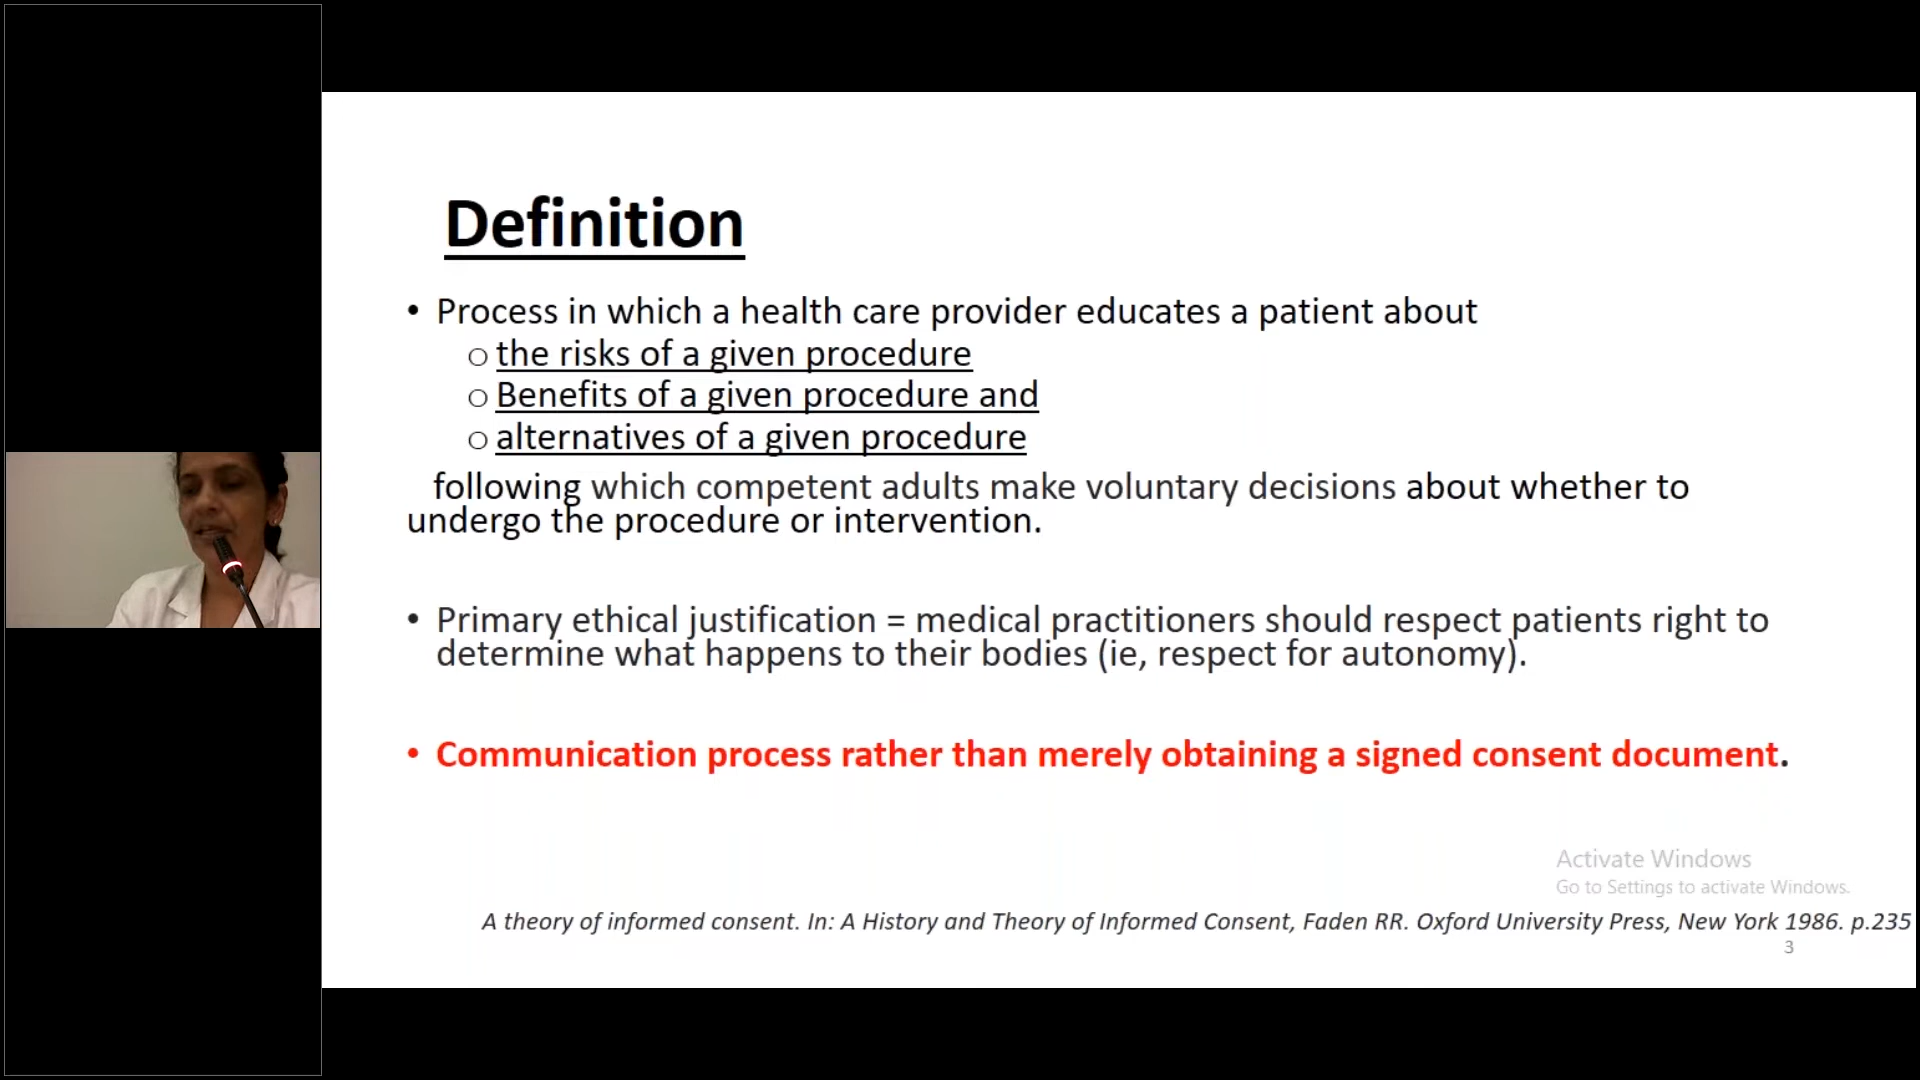 Definition
• Process in which a health care provider educates a patient about
o the risks of a given procedure
o Benefits of a given procedure and
o alternatives of a given procedure
following which competent adults make voluntary decisions about whether to
undergo the procedure or intervention.
• Primary ethical justification = medical practitioners should respect patients right to
determine what happens to their bodies (ie, respect for autonomy).
• Communication process rather than merely obtaining a signed consent document.
Activate Windows
Go to Settings to activate Windows.
A theory of informed consent. In: A History and Theory of Informed Consent, Faden RR. Oxford University Press, New York 1986. p.235
3